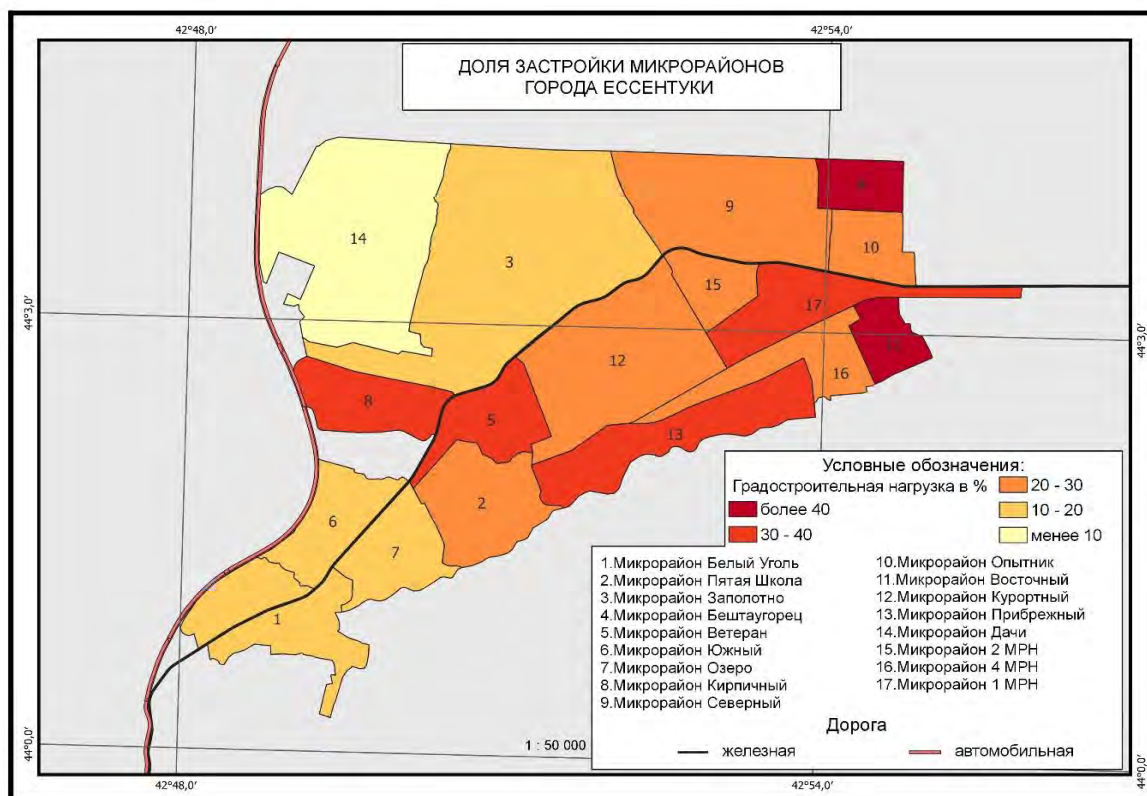 42°48,0'
42°54,0'
ДОЛЯ ЗАСТРОЙКИ МИКРОРАЙОНОВ
ГОРОДА ЕССЕНТУКИ
9
14
10
3
15
17
44°3,0'
44°3,0'
12
16
8
5
13
2
6
7
1
Условные обозначения:
Градостроительная нагрузка в %
более 40
30 - 40
20 - 30
10 - 20
менее 10
1.Микрорайон Белый Уголь
2.Микрорайон Пятая Школа
3.Микрорайон Заполотно
4.Микрорайон Бештаугорец
5.Микрорайон Ветеран
6.Микрорайон Южный
7.Микрорайон Озеро
8.Микрорайон Кирпичный
9.Микрорайон Северный
10.Микрорайон Опытник
11.Микрорайон Восточный
12.Микрорайон Курортный
13.Микрорайон Прибрежный
14.Микрорайон Дачи
15.Микрорайон 2 МРН
16.Микрорайон 4 МРН
17.Микрорайон 1 МРН
Дорога
железная
автомобильная
1 : 50 000
44°0,0'
44°0,0'
42°48,0'
42°54,0'